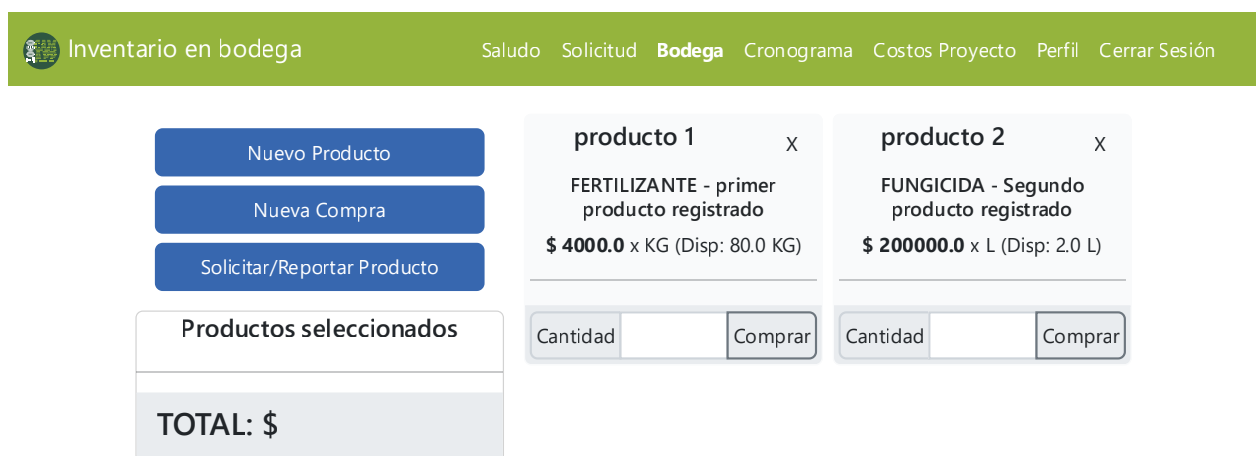 Inventario en bodega
Saludo Solicitud Bodega Cronograma Costos Proyecto Perfil Cerrar Sesión
Nuevo Producto
Nueva Compra
Solicitar/Reportar Producto
Productos seleccionados
TOTAL: $
producto 1 X
FERTILIZANTE - primer
producto registrado
$ 4000.0 x KG (Disp: 80.0 KG)
Cantidad Comprar
producto 2 X
FUNGICIDA - Segundo
producto registrado
$ 200000.0 x L (Disp: 2.0 L)
Cantidad Comprar